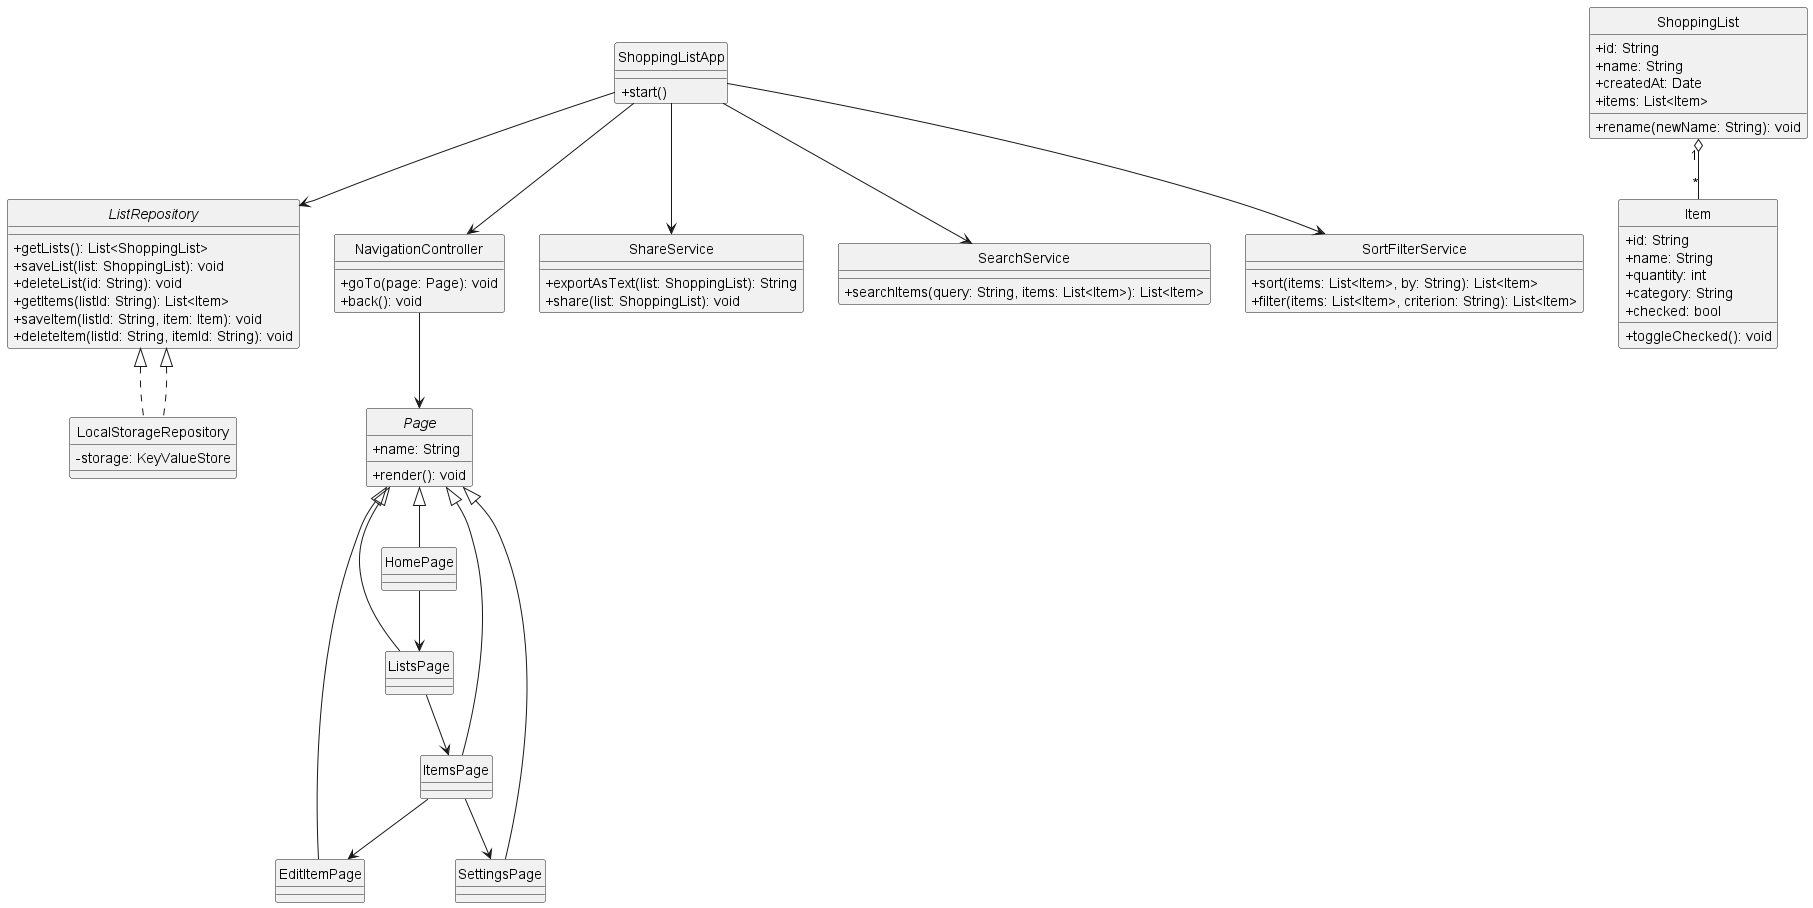 ShoppingListApp
+start()
ShoppingList
+id: String
+name: String
+createdAt: Date
+items: List<Item>
+rename(newName: String): void
1
*
ListRepository
+getLists(): List<ShoppingList>
+saveList(list: ShoppingList): void
+deleteList(id: String): void
+getItems(listId: String): List<Item>
+saveItem(listId: String, item: Item): void
+deleteItem(listId: String, itemId: String): void
NavigationController
+goTo(page: Page): void
+back(): void
ShareService
+exportAsText(list: ShoppingList): String
+share(list: ShoppingList): void
SearchService
+searchItems(query: String, items: List<Item>): List<Item>
SortFilterService
+sort(items: List<Item>, by: String): List<Item>
+filter(items: List<Item>, criterion: String): List<Item>
Item
+id: String
+name: String
+quantity: int
+category: String
+checked: bool
+toggleChecked(): void
LocalStorageRepository
-storage: KeyValueStore
Page
+name: String
+render(): void
HomePage
ListsPage
ItemsPage
EditItemPage
SettingsPage